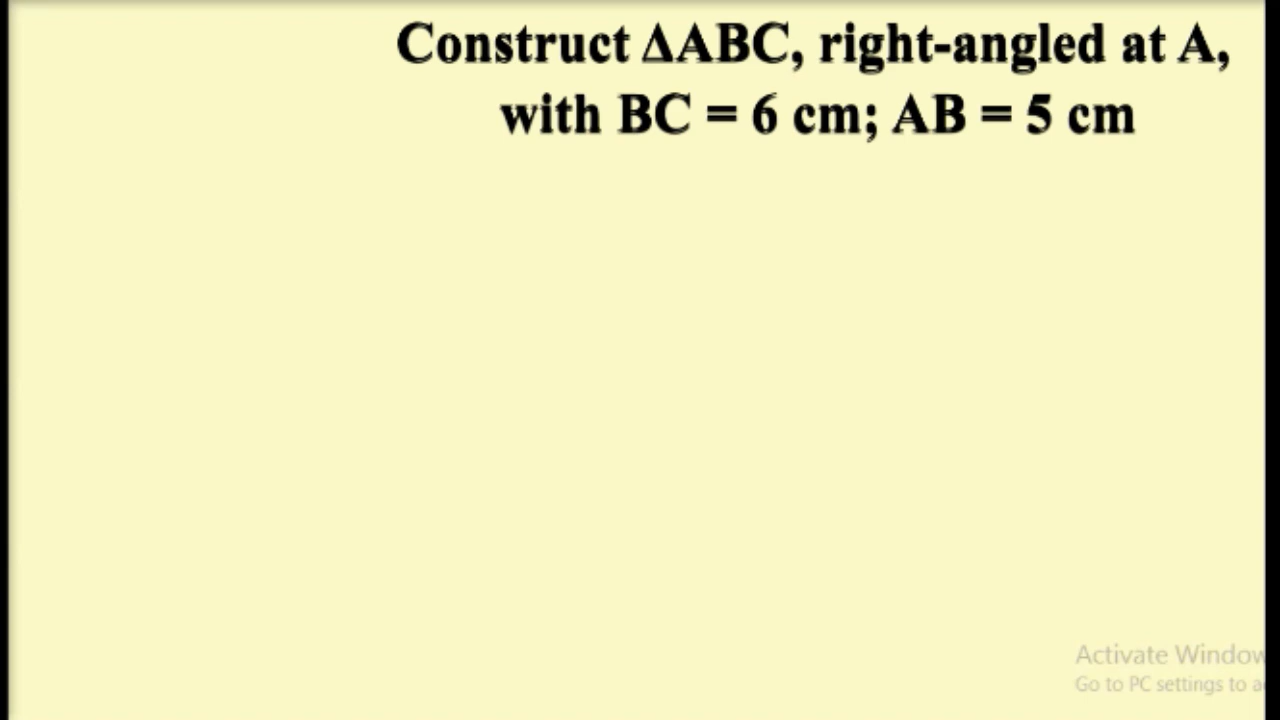 Construct ΔABC, right-angled at A,
with BC = 6 cm; AB = 5 cm
Activate Window
Go to PC settings to a